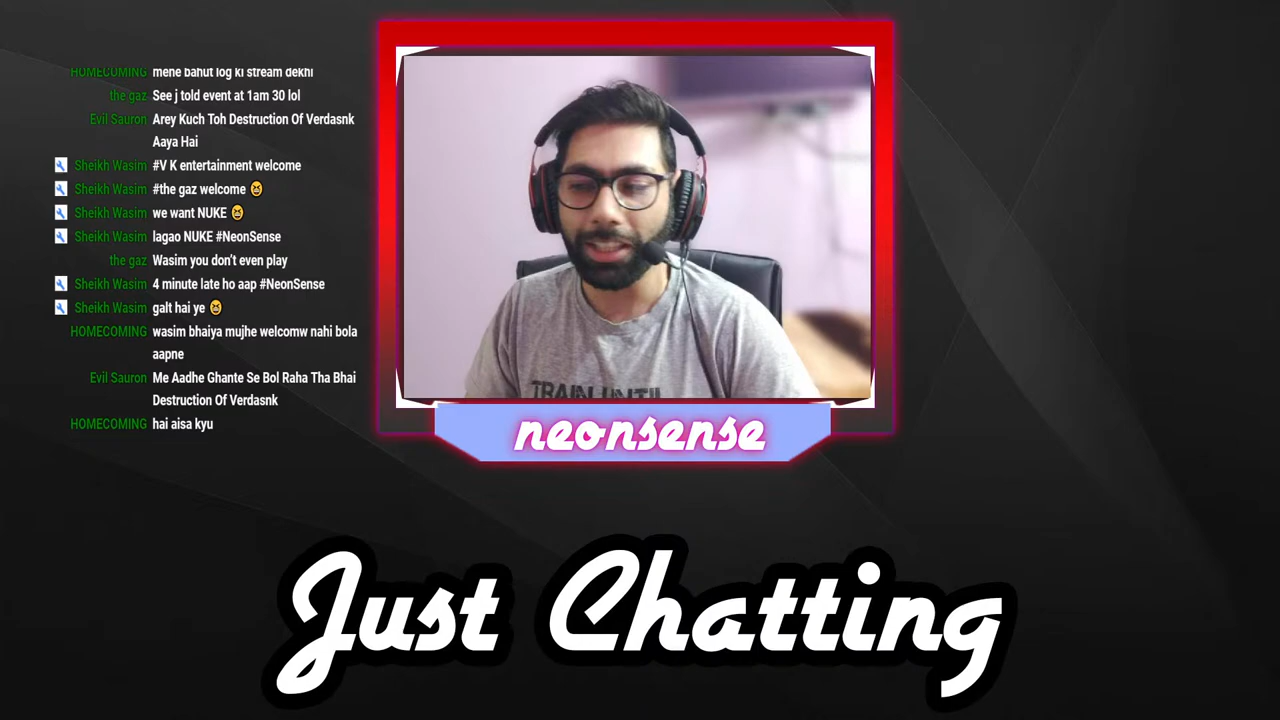 HOMECOMING mene bahut log ki stream dekhi
the gaz See j told event at 1am 30 lol
Evil Sauron Arey Kuch Toh Destruction Of Verdasnk
Aaya Hai
Sheikh Wasim #V K entertainment welcome
Sheikh Wasim #the gaz welcome
Sheikh Wasim we want NUKE
Sheikh Wasim lagao NUKE #NeonSense
the gaz Wasim you don't even play
Sheikh Wasim 4 minute late ho aap #NeonSense
Sheikh Wasim galt hai ye
HOMECOMING wasim bhaiya mujhe welcomw nahi bola
aapne
Evil Sauron Me Aadhe Ghante Se Bol Raha Tha Bhai
Destruction Of Verdasnk
HOMECOMING hai aisa kyu
TRAIN UNTIL
neonsense
Just Chatting